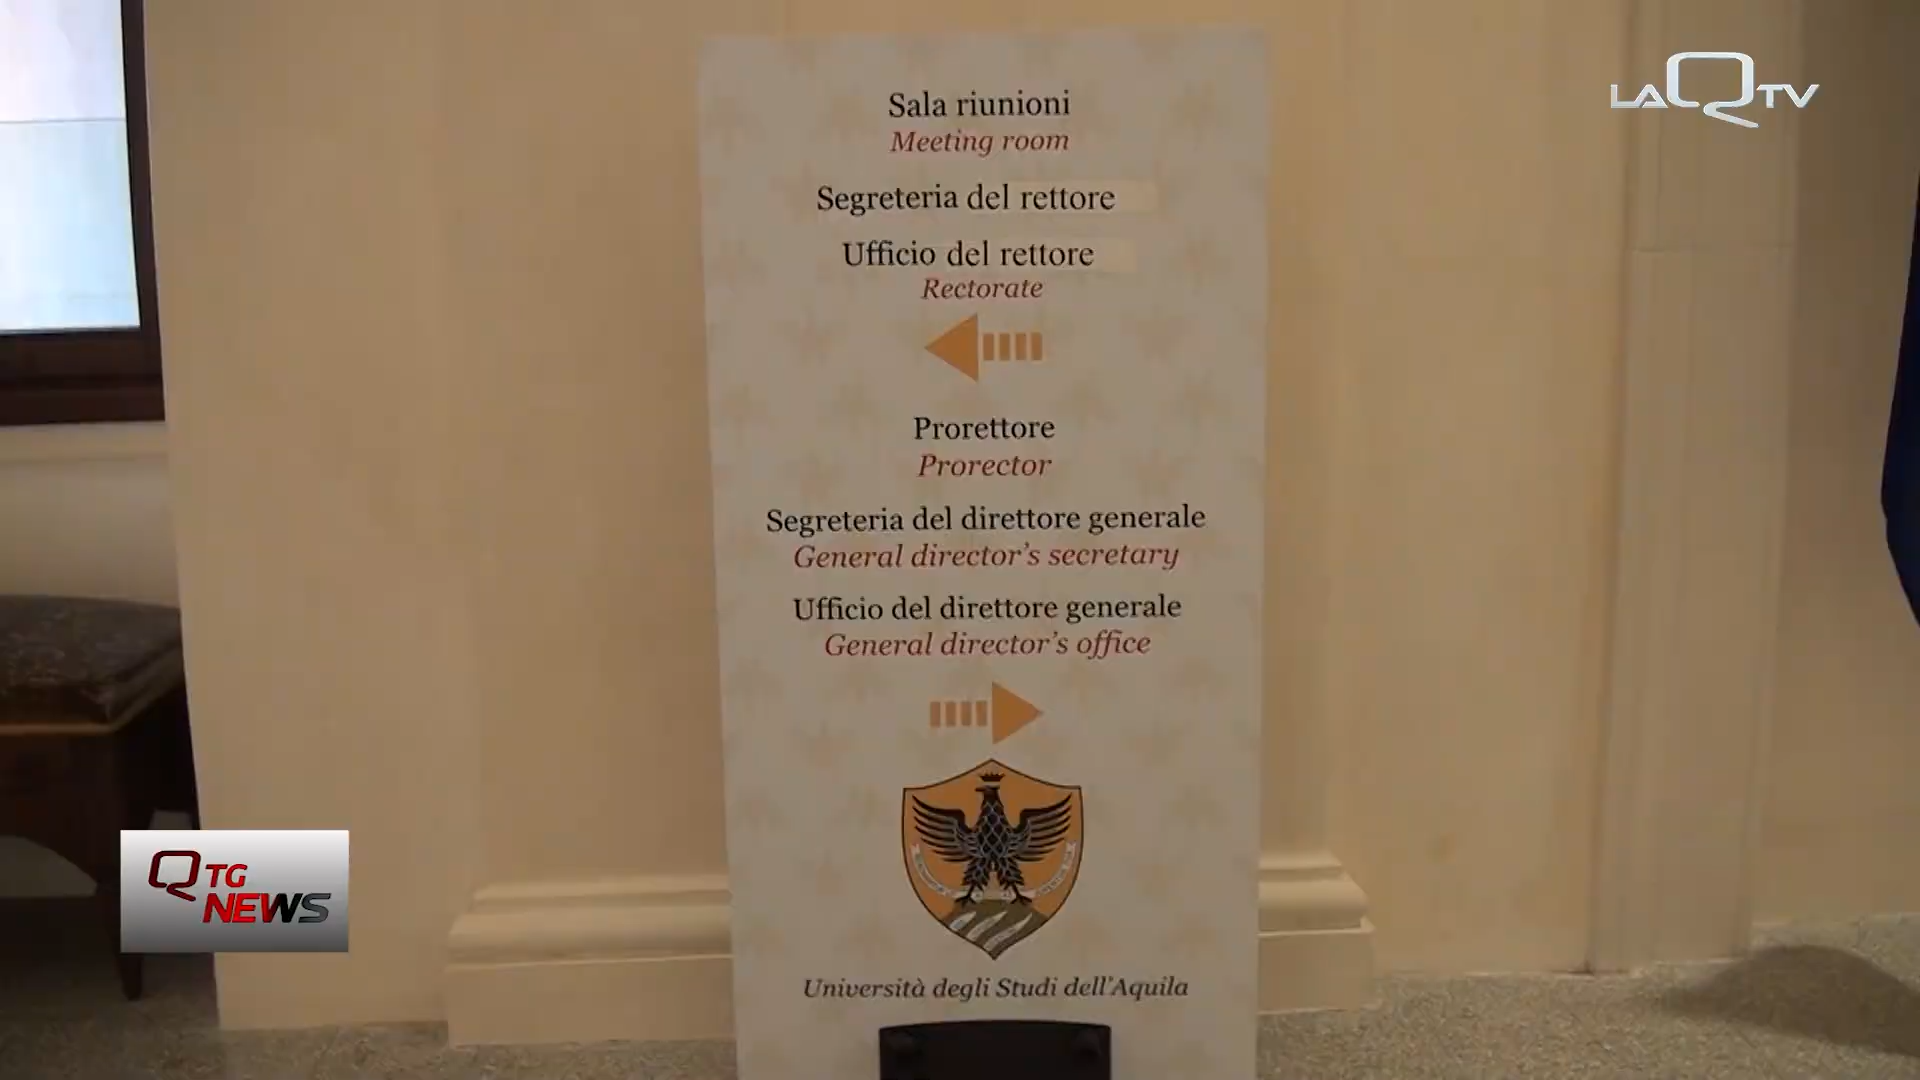 LAQTV
Sala riunioni
Meeting room
Segreteria del rettore
Ufficio del rettore
Rectorate
Prorettore
Prorector
Segreteria del direttore generale
General director's secretary
Ufficio del direttore generale
General director's office
Università degli Studi dell'Aquila
Q TG
NEWS